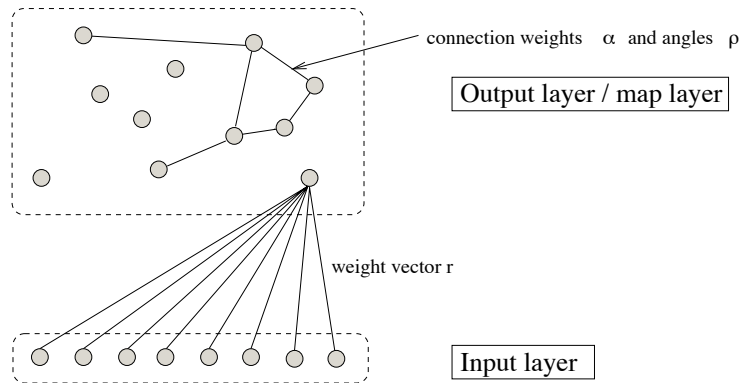 connection weights α and angles ρ
Output layer / map layer
weight vector r
Input layer